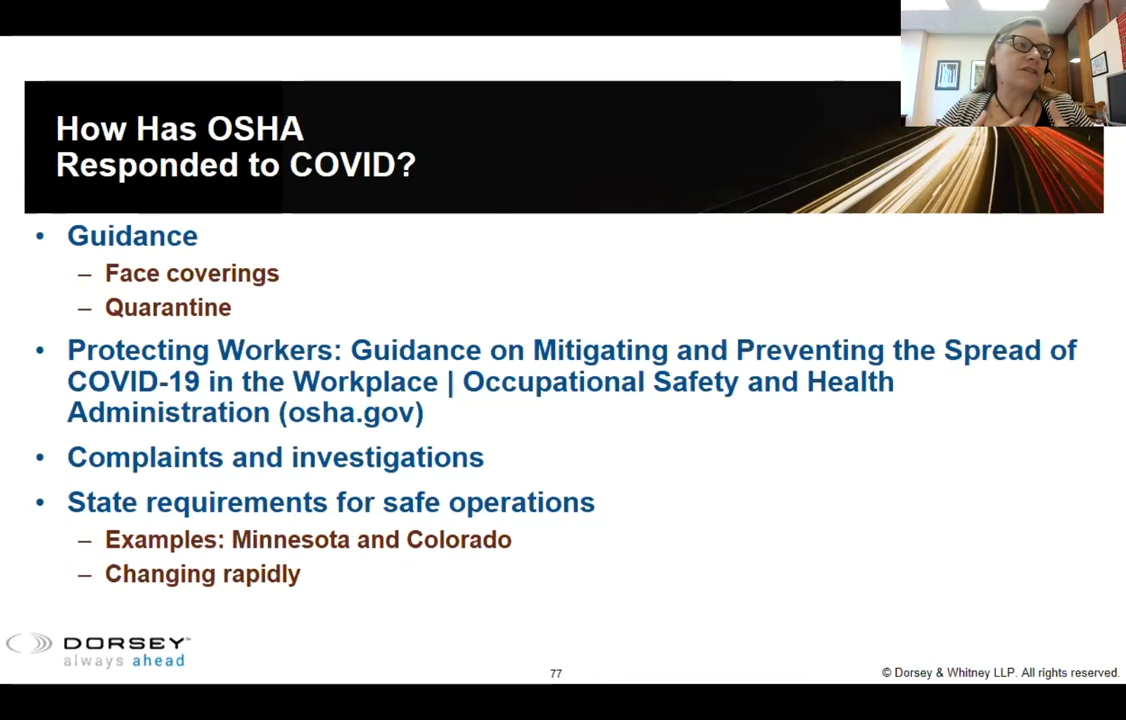 How Has OSHA
Responded to COVID?
• Guidance
– Face coverings
– Quarantine
• Protecting Workers: Guidance on Mitigating and Preventing the Spread of
COVID-19 in the Workplace | Occupational Safety and Health
Administration (osha.gov)
• Complaints and investigations
• State requirements for safe operations
– Examples: Minnesota and Colorado
– Changing rapidly
DORSEY™
always ahead
77
© Dorsey & Whitney LLP. All rights reserved.